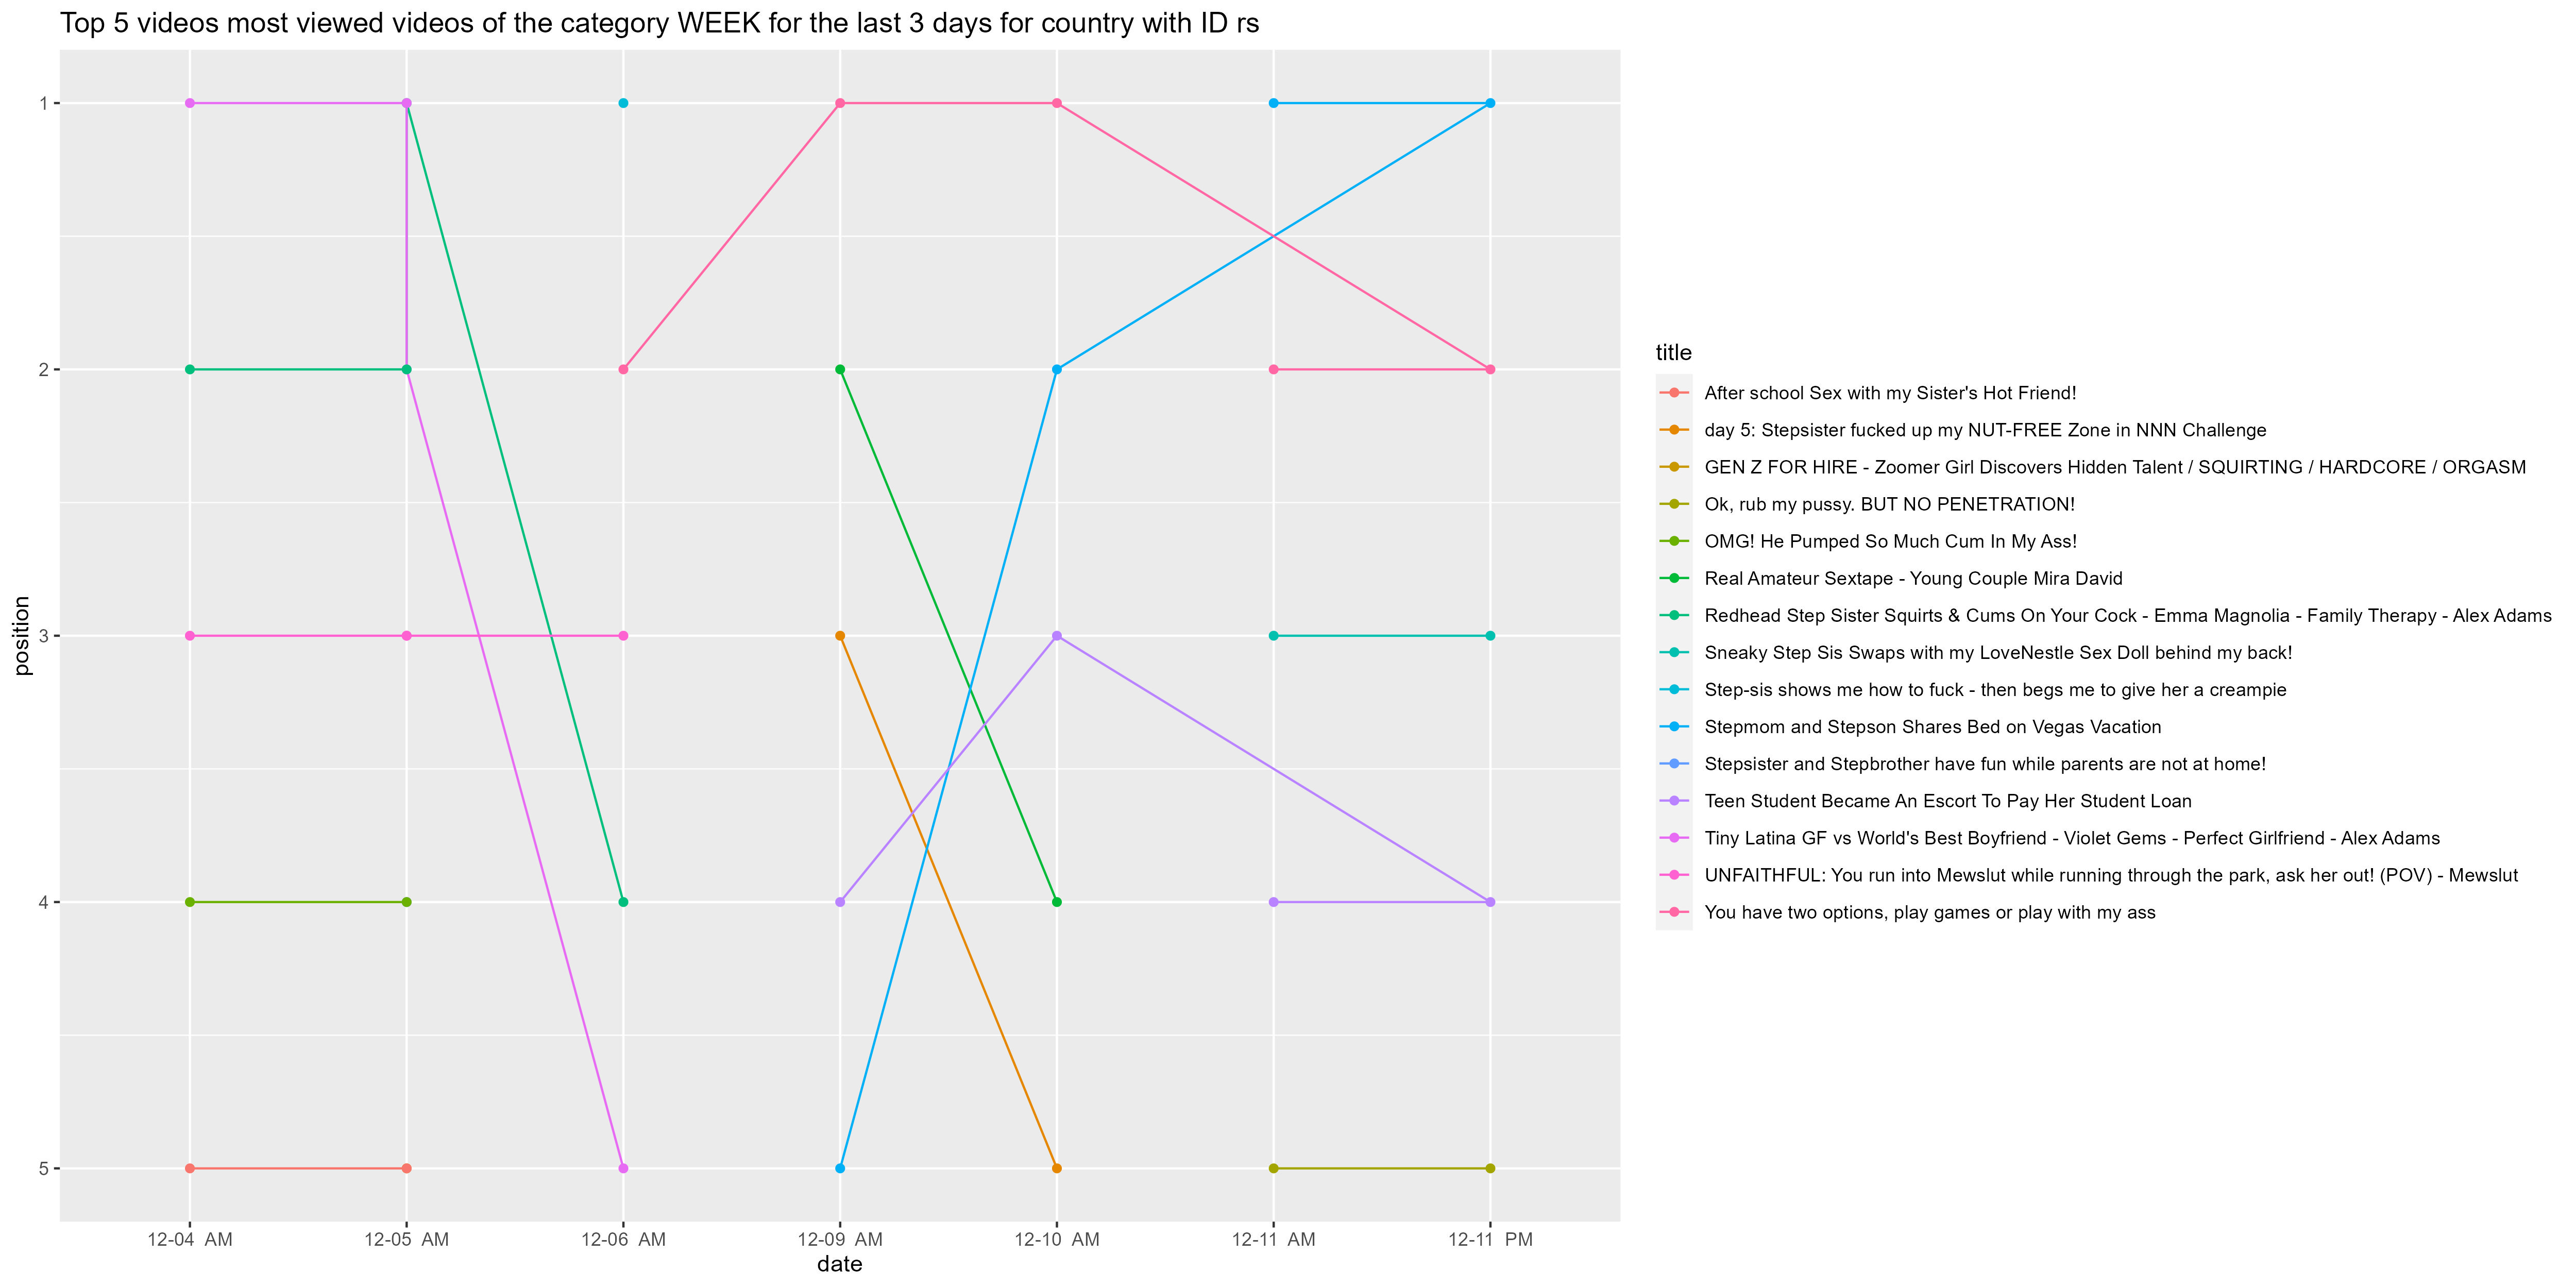 Top 5 videos most viewed videos of the category WEEK for the last 3 days for country with ID rs
position
1
2
3
4
5
12-04 AM
12-05 AM
12-06 AM
12-09 AM
12-10 AM
12-11 AM
12-11 PM
date
title
After school Sex with my Sister's Hot Friend!
day 5: Stepsister fucked up my NUT-FREE Zone in NNN Challenge
GEN Z FOR HIRE - Zoomer Girl Discovers Hidden Talent / SQUIRTING / HARDCORE / ORGASM
Ok, rub my pussy. BUT NO PENETRATION!
OMG! He Pumped So Much Cum In My Ass!
Real Amateur Sextape - Young Couple Mira David
Redhead Step Sister Squirts & Cums On Your Cock - Emma Magnolia - Family Therapy - Alex Adams
Sneaky Step Sis Swaps with my LoveNestle Sex Doll behind my back!
Step-sis shows me how to fuck - then begs me to give her a creampie
Stepmom and Stepson Shares Bed on Vegas Vacation
Stepsister and Stepbrother have fun while parents are not at home!
Teen Student Became An Escort To Pay Her Student Loan
Tiny Latina GF vs World's Best Boyfriend - Violet Gems - Perfect Girlfriend - Alex Adams
UNFAITHFUL: You run into Mewslut while running through the park, ask her out! (POV) - Mewslut
You have two options, play games or play with my ass